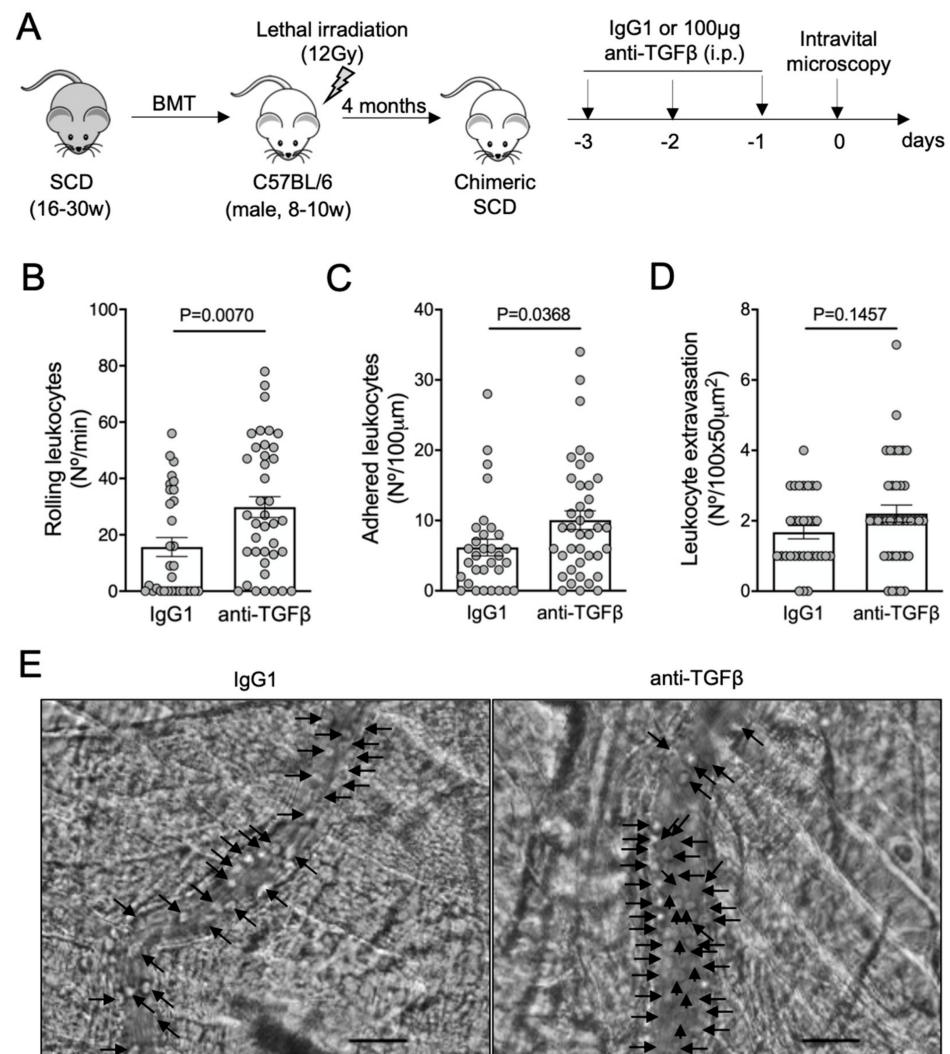 A
Lethal irradiation
(12Gy)
BMT
4 months
SCD
(16-30w)
C57BL/6
(male, 8-10w)
Chimeric
SCD
IgG1 or 100µg
anti-TGFβ (i.p.)
Intravital
microscopy
-3
-2
-1
0
days
B
P=0.0070
Rolling leukocytes
(Nº/min)
100
80
60
40
20
0
IgG1
anti-TGFβ
C
P=0.0368
Adhered leukocytes
(Nº/100µm)
40
30
20
10
0
IgG1
anti-TGFβ
D
P=0.1457
Leukocyte extravasation
(Nº/100x50µm²)
8
6
4
2
0
IgG1
anti-TGFβ
E
IgG1
anti-TGFβ